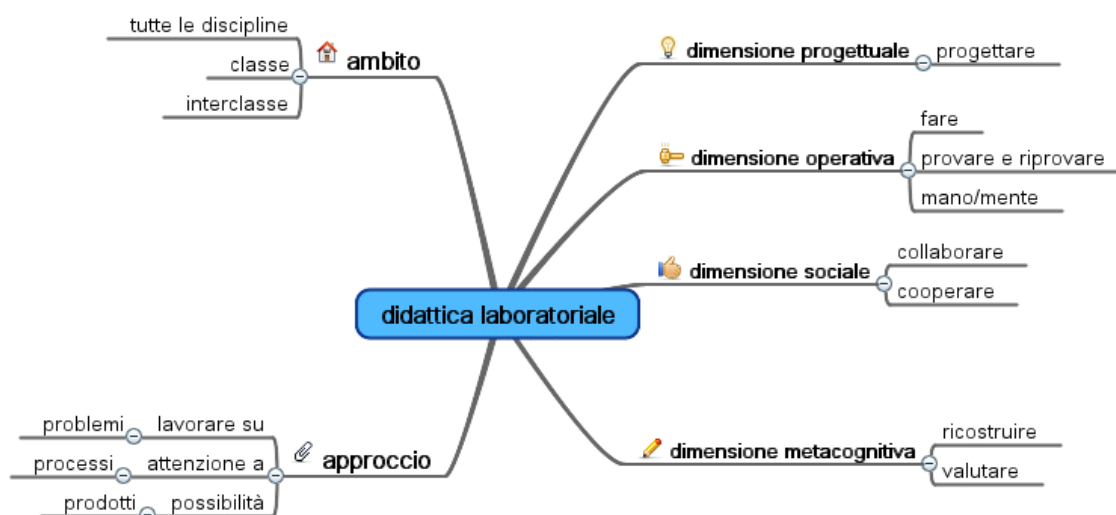 tutte le discipline
classe
interclasse
ambito
dimensione progettuale
progettare
dimensione operativa
fare
provare e riprovare
mano/mente
dimensione sociale
collaborare
cooperare
didattica laboratoriale
problemi
lavorare su
processi
attenzione a
prodotti
possibilità
approccio
dimensione metacognitiva
ricostruire
valutare